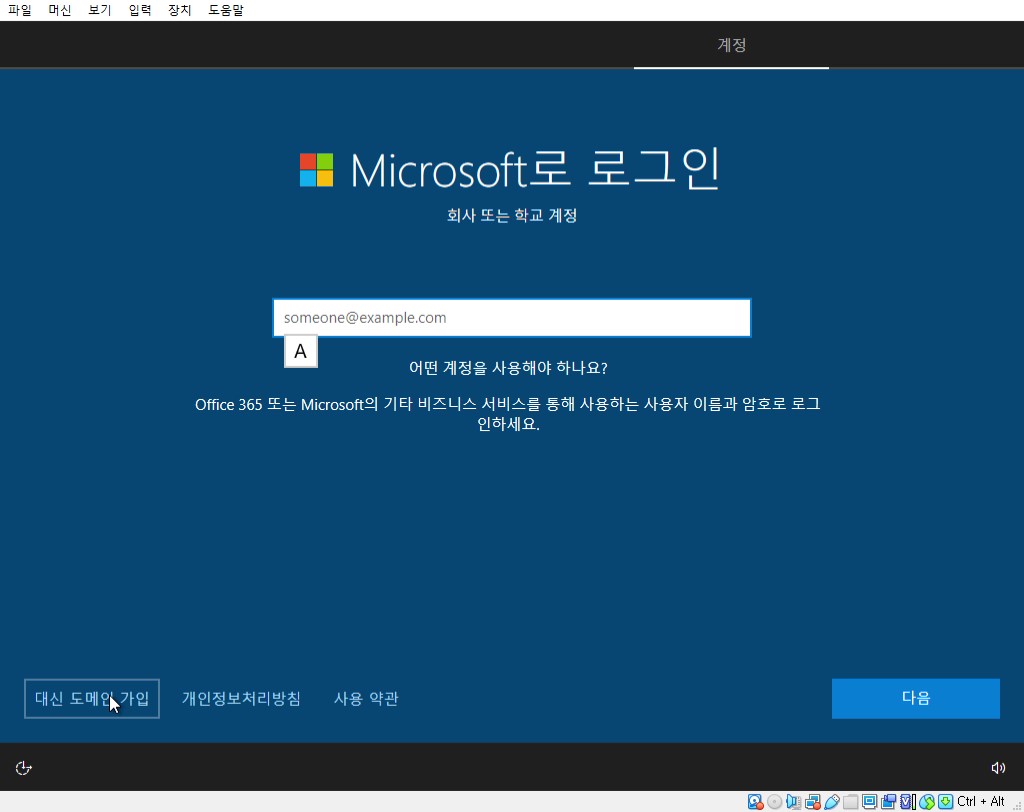 파일 머신 보기 입력 장치 도움말
계정
Microsoft로 로그인
회사 또는 학교 계정
someone@example.com
A
어떤 계정을 사용해야 하나요?
Office 365 또는 Microsoft의 기타 비즈니스 서비스를 통해 사용하는 사용자 이름과 암호로 로그
인하세요.
대신 도메인 가입 개인정보처리방침 사용 약관 다음
Ctrl + Alt